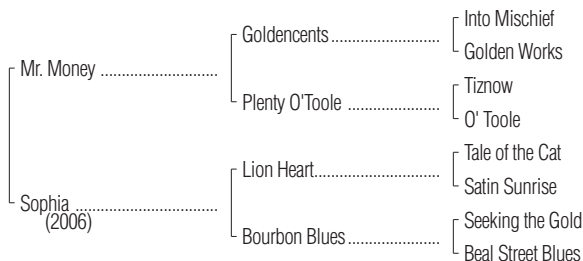 Into Mischief
Goldencents
Golden Works
Mr. Money
Tiznow
Plenty O'Toole
O' Toole
Tale of the Cat
Lion Heart
Satin Sunrise
Sophia
(2006)
Seeking the Gold
Bourbon Blues
Beal Street Blues